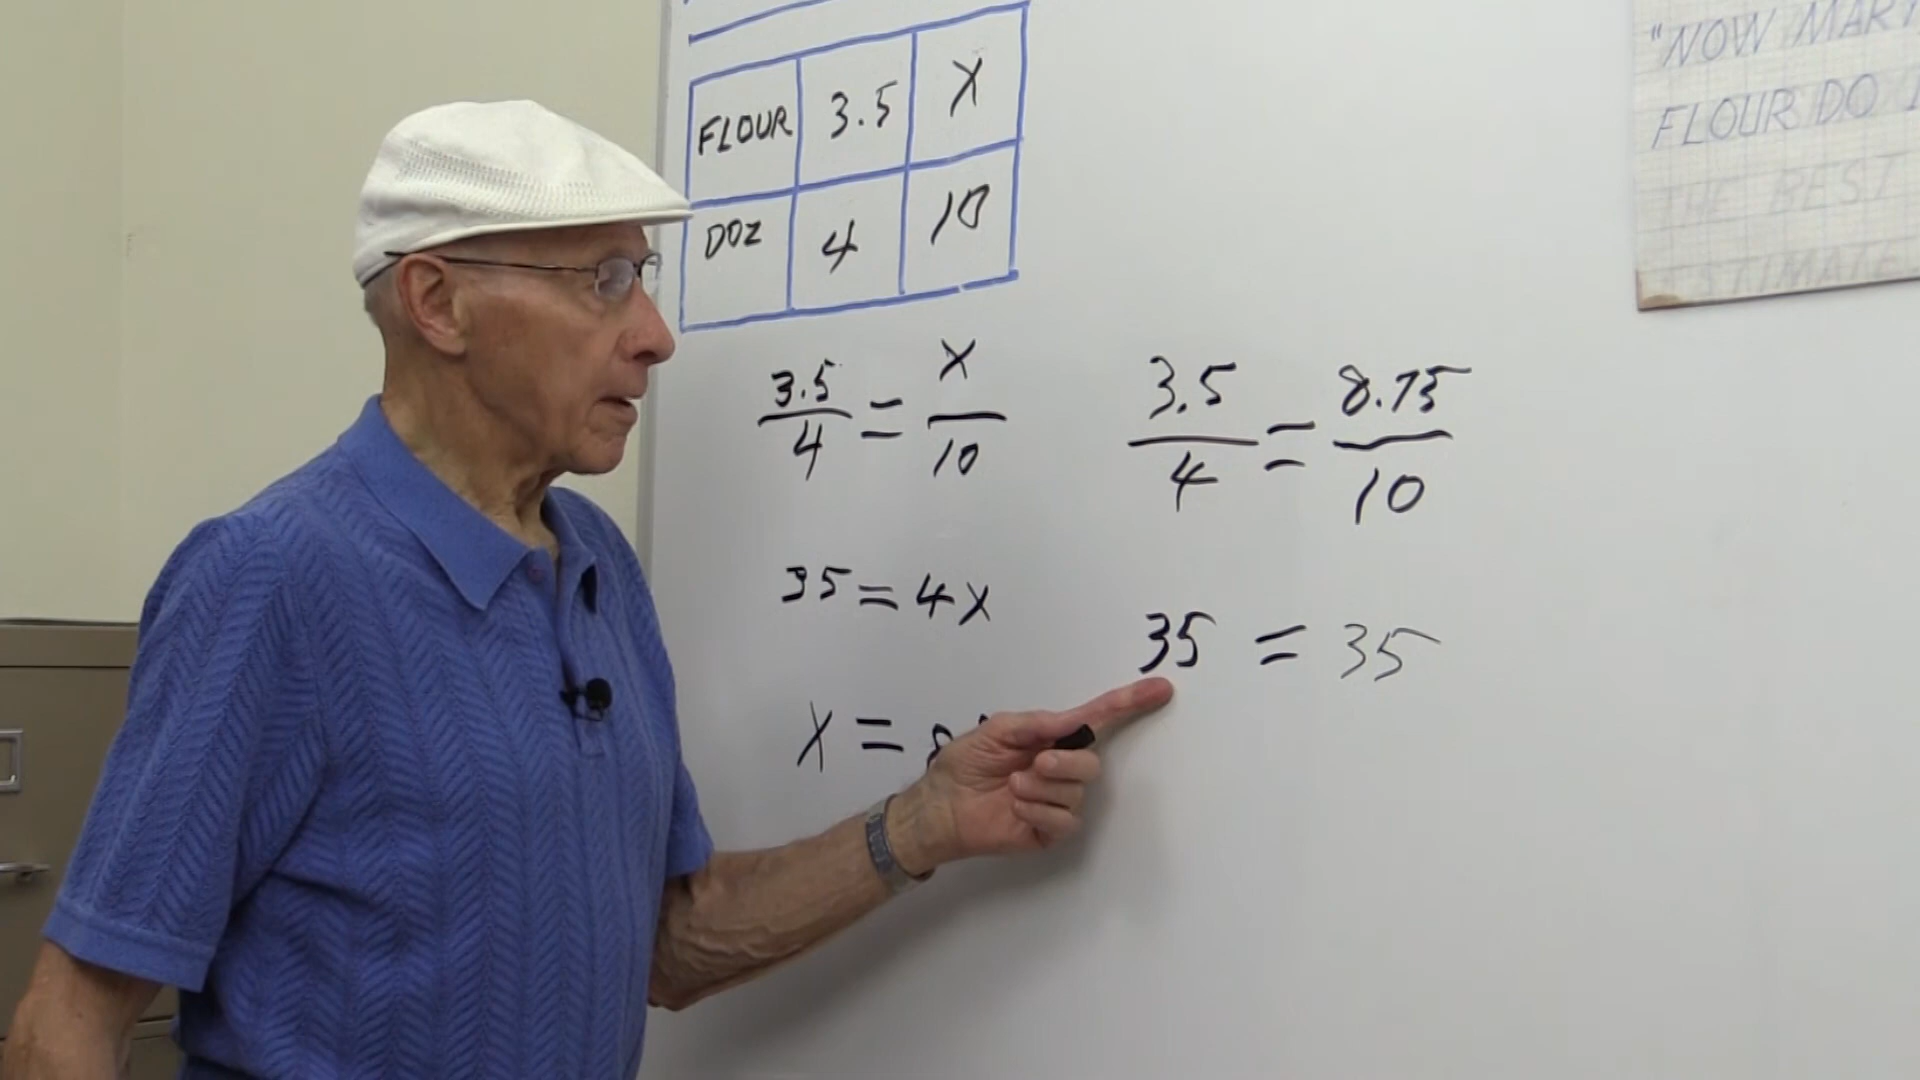 FLOUR 3.5 X
DOZ 4 10
3.5/4 = X/10
35 = 4X
X = 8
3.5/4 = 8.75/10
35 = 35
"NOW MARY
FLOUR DO I
THE BEST
ESTIMATE